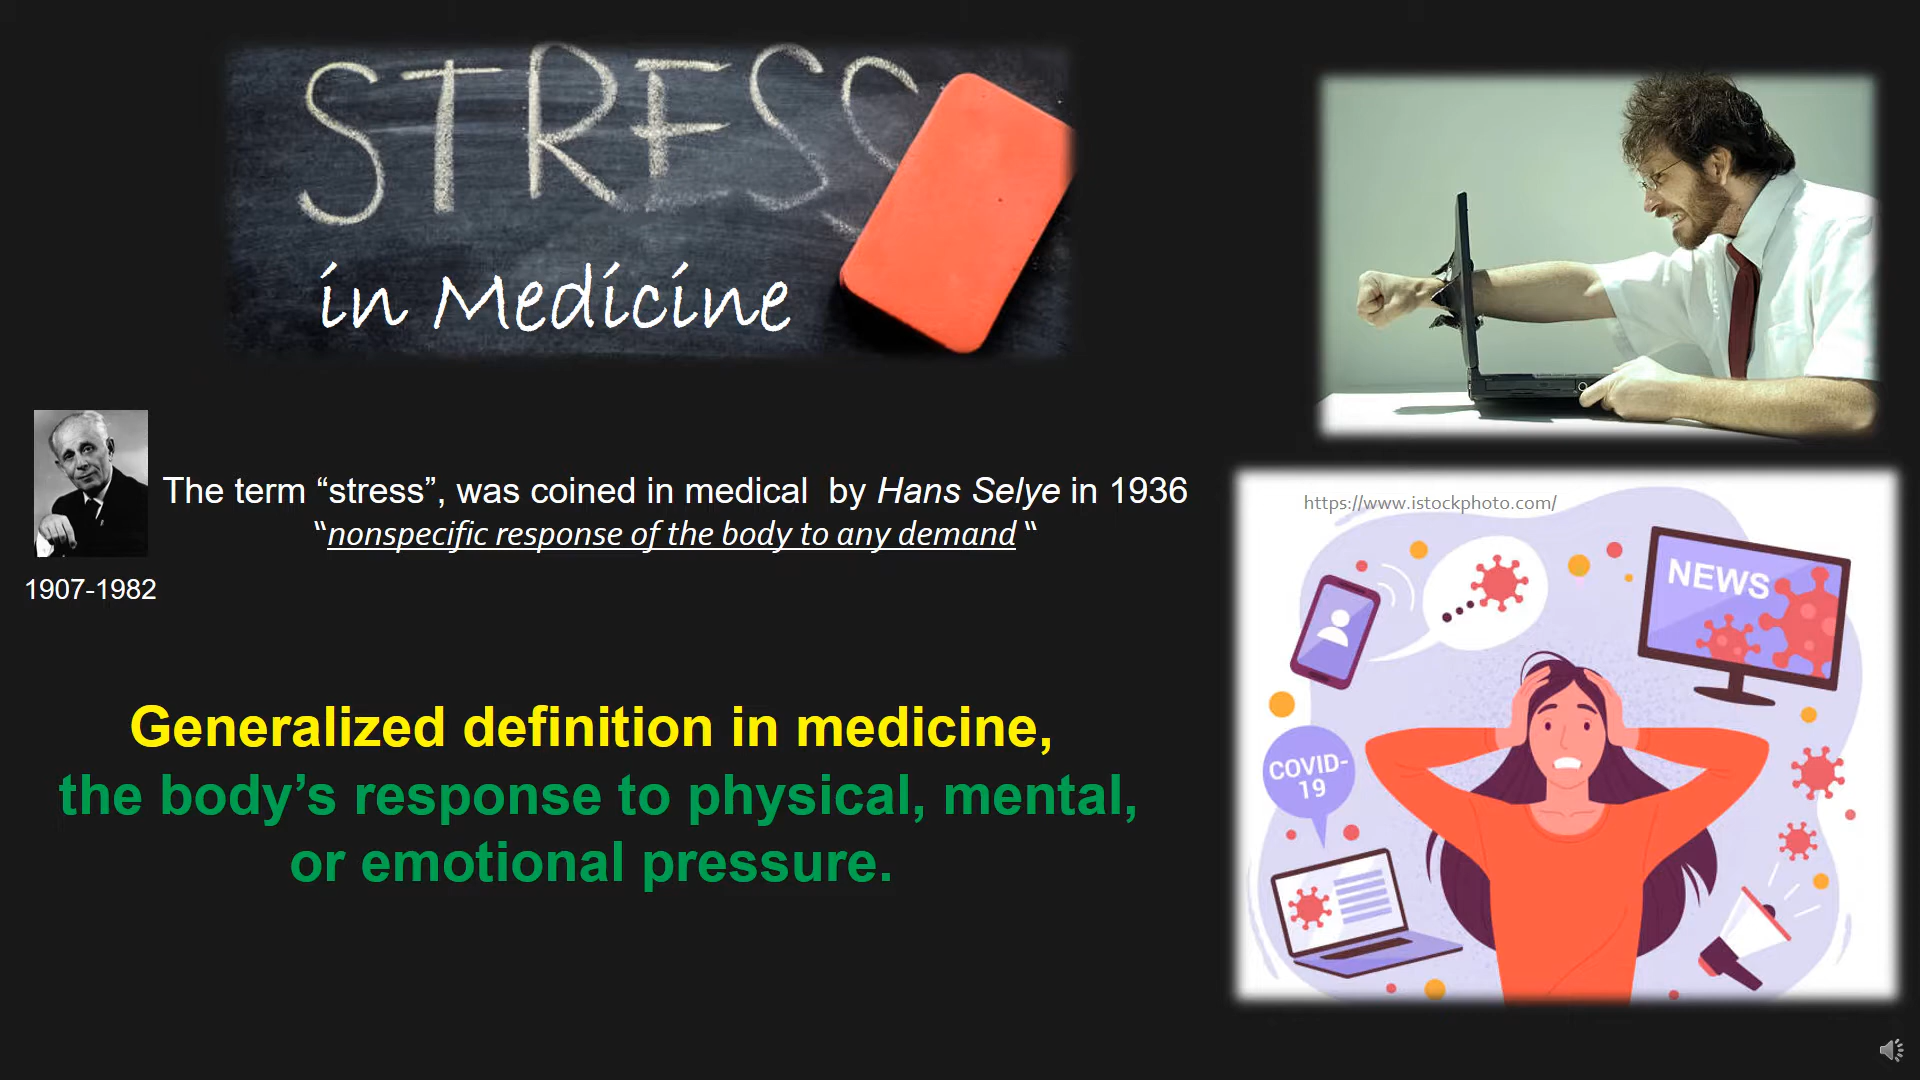 STRESS
in Medicine
The term “stress”, was coined in medical  by Hans Selye in 1936
“nonspecific response of the body to any demand “
1907-1982
Generalized definition in medicine,
the body’s response to physical, mental,
or emotional pressure.
https://www.istockphoto.com/
NEWS
COVID-
19